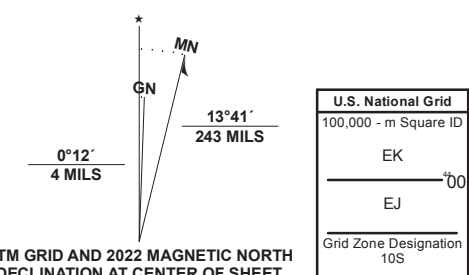 ★
MN
GN
13°41´
243 MILS
0°12´
4 MILS
TM GRID AND 2022 MAGNETIC NORTH
DECLINATION AT CENTER OF SHEET
U.S. National Grid
100,000 - m Square ID
EK
4400
EJ
Grid Zone Designation
10S